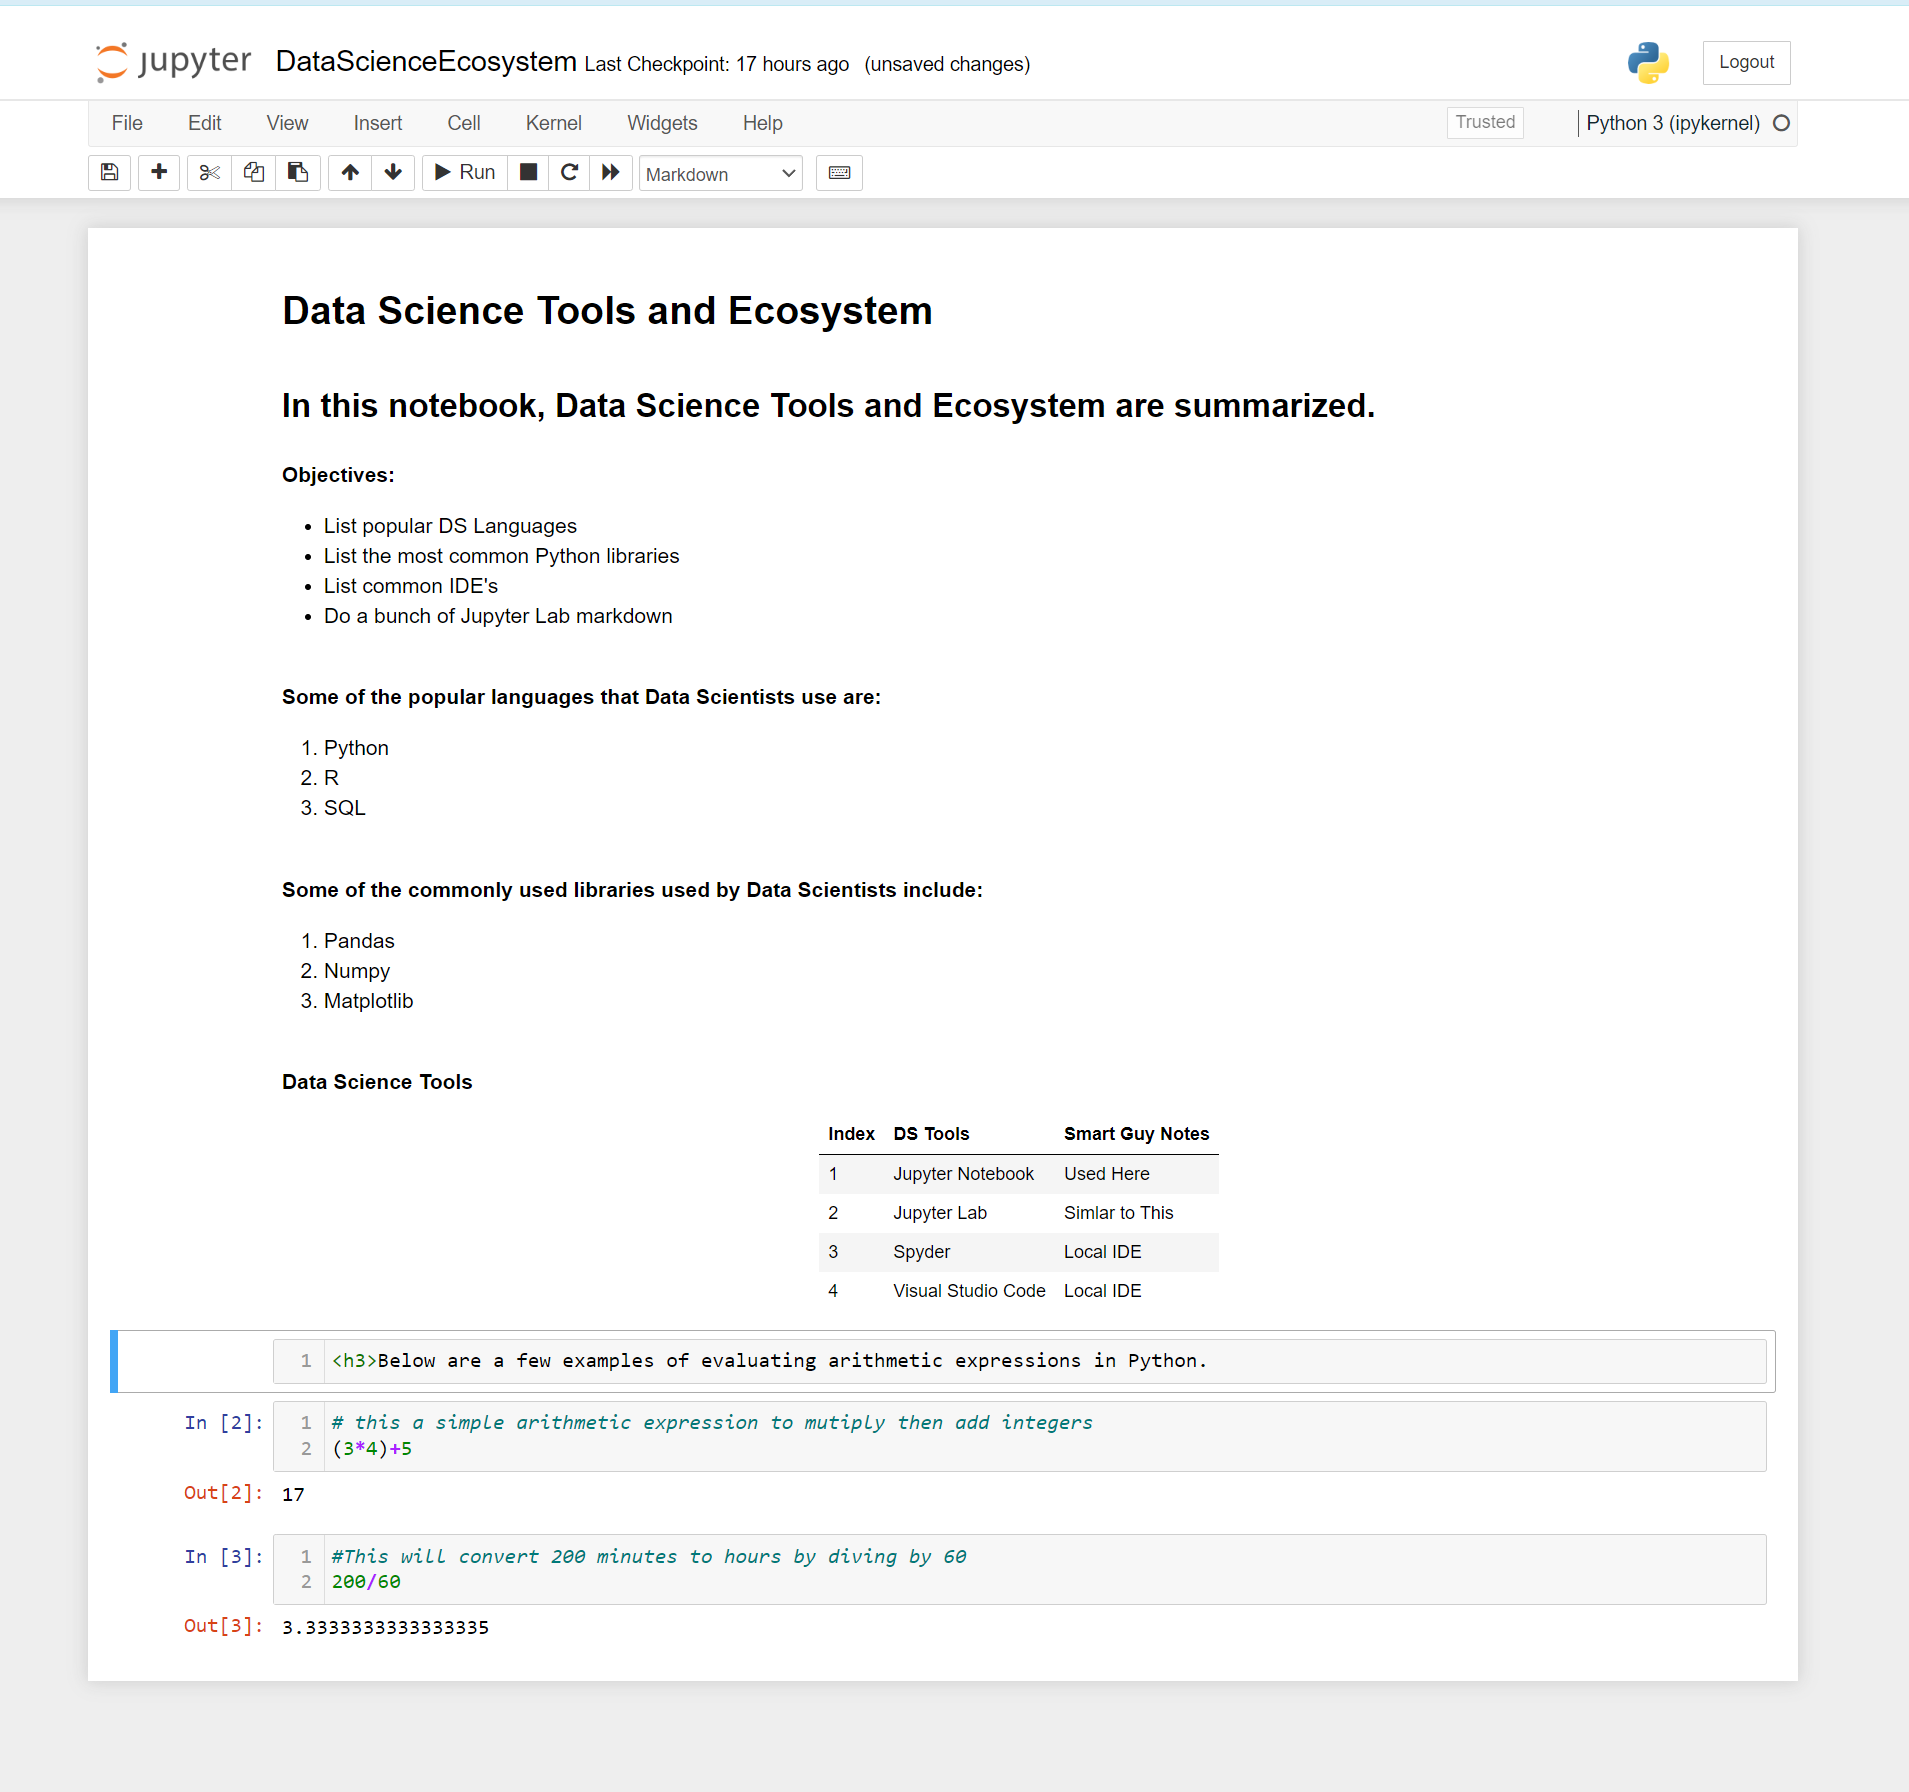 jupyter DataScienceEcosystem Last Checkpoint: 17 hours ago (unsaved changes) Logout
File Edit View Insert Cell Kernel Widgets Help Trusted Python 3 (ipykernel)
Run Markdown
Data Science Tools and Ecosystem
In this notebook, Data Science Tools and Ecosystem are summarized.
Objectives:
• List popular DS Languages
• List the most common Python libraries
• List common IDE's
• Do a bunch of Jupyter Lab markdown
Some of the popular languages that Data Scientists use are:
1. Python
2. R
3. SQL
Some of the commonly used libraries used by Data Scientists include:
1. Pandas
2. Numpy
3. Matplotlib
Data Science Tools
Index DS Tools Smart Guy Notes
1 Jupyter Notebook Used Here
2 Jupyter Lab Simlar to This
3 Spyder Local IDE
4 Visual Studio Code Local IDE
1 <h3>Below are a few examples of evaluating arithmetic expressions in Python.
In [2]: 1 # this a simple arithmetic expression to mutiply then add integers
2 (3*4)+5
Out[2]: 17
In [3]: 1 #This will convert 200 minutes to hours by diving by 60
2 200/60
Out[3]: 3.3333333333333335